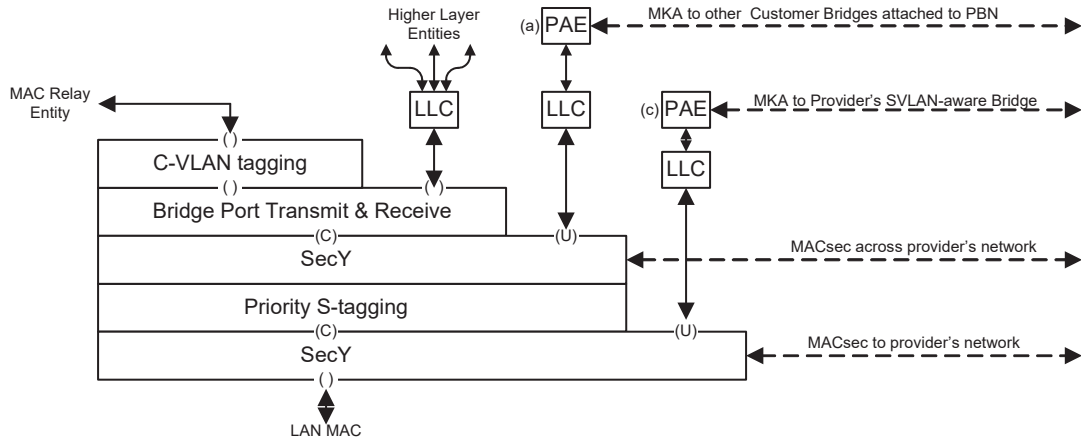 Higher Layer
Entities
(a) PAE
MKA to other Customer Bridges attached to PBN
MAC Relay
Entity
LLC
LLC
(c) PAE
MKA to Provider's SVLAN-aware Bridge
( )
C-VLAN tagging
LLC
( )
( )
Bridge Port Transmit & Receive
(C)
(U)
SecY
MACsec across provider's network
Priority S-tagging
(C)
(U)
SecY
MACsec to provider's network
( )
LAN MAC